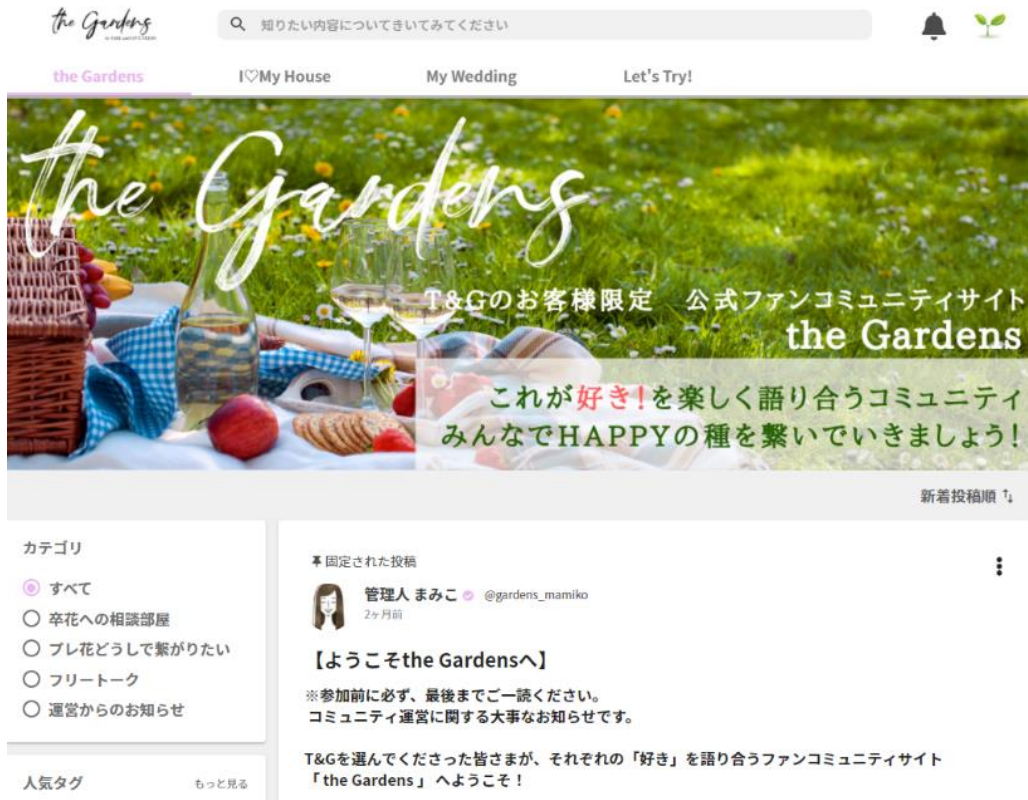 the Gardens
知りたい内容についてきいてみてください
the Gardens
I♡My House
My Wedding
Let's Try!
the Gardens
T&Gのお客様限定　公式ファンコミュニティサイト
the Gardens
これが好き!を楽しく語り合うコミュニティ
みんなでHAPPYの種を繋いでいきましょう!
新着投稿順
カテゴリ
すべて
卒花への相談部屋
プレ花どうしで繋がりたい
フリートーク
運営からのお知らせ
人気タグ
もっと見る
固定された投稿
管理人 まみこ @gardens_mamiko
2ヶ月前
【ようこそthe Gardensへ】
※参加前に必ず、最後までご一読ください。
コミュニティ運営に関する大事なお知らせです。
T&Gを選んでくださった皆さまが、それぞれの「好き」を語り合うファンコミュニティサイト
「 the Gardens 」 へようこそ！